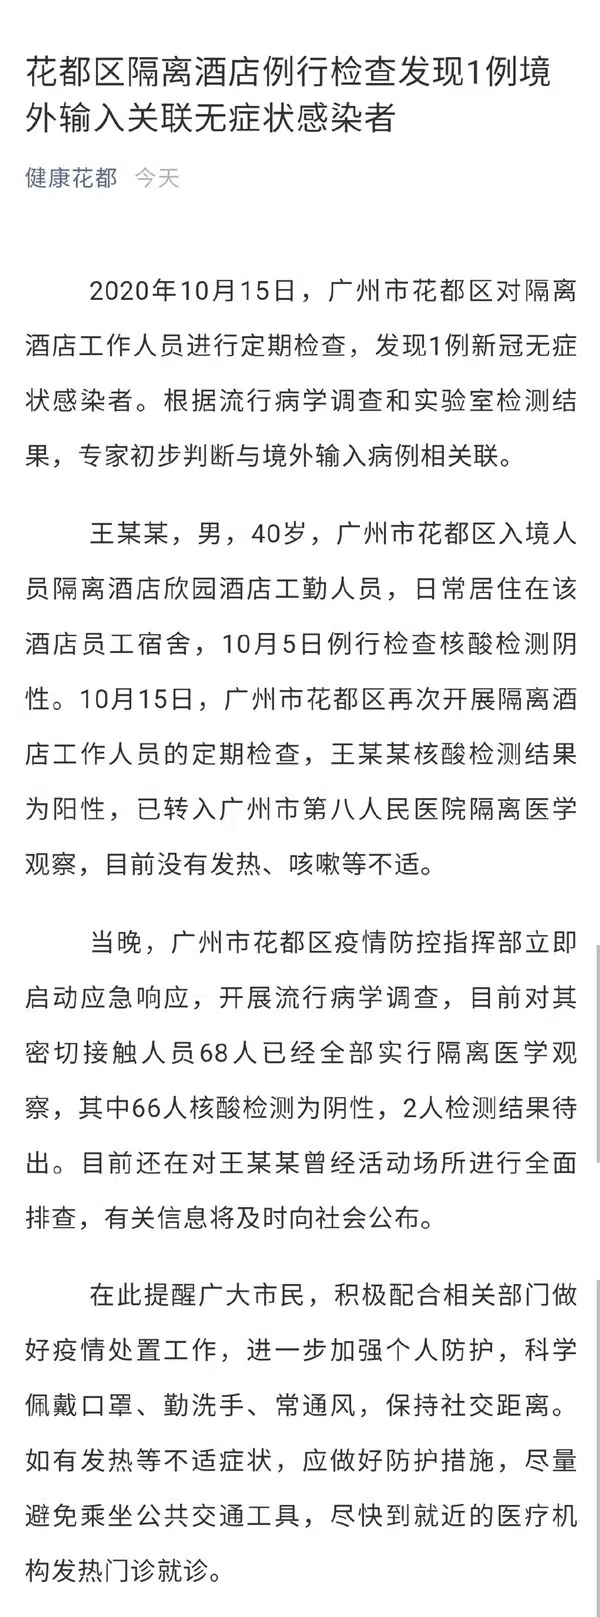 花都区隔离酒店例行检查发现1例境
外输入关联无症状感染者
健康花都 今天
2020年10月15日，广州市花都区对隔离
酒店工作人员进行定期检查，发现1例新冠无症
状感染者。根据流行病学调查和实验室检测结
果，专家初步判断与境外输入病例相关联。
王某某，男，40岁，广州市花都区入境人
员隔离酒店欣园酒店工勤人员，日常居住在该
酒店员工宿舍，10月5日例行检查核酸检测阴
性。10月15日，广州市花都区再次开展隔离酒
店工作人员的定期检查，王某某核酸检测结果
为阳性，已转入广州市第八人民医院隔离医学
观察，目前没有发热、咳嗽等不适。
当晚，广州市花都区疫情防控指挥部立即
启动应急响应，开展流行病学调查，目前对其
密切接触人员68人已经全部实行隔离医学观
察，其中66人核酸检测为阴性，2人检测结果待
出。目前还在对王某某曾经活动场所进行全面
排查，有关信息将及时向社会公布。
在此提醒广大市民，积极配合相关部门做
好疫情处置工作，进一步加强个人防护，科学
佩戴口罩、勤洗手、常通风，保持社交距离。
如有发热等不适症状，应做好防护措施，尽量
避免乘坐公共交通工具，尽快到就近的医疗机
构发热门诊就诊。